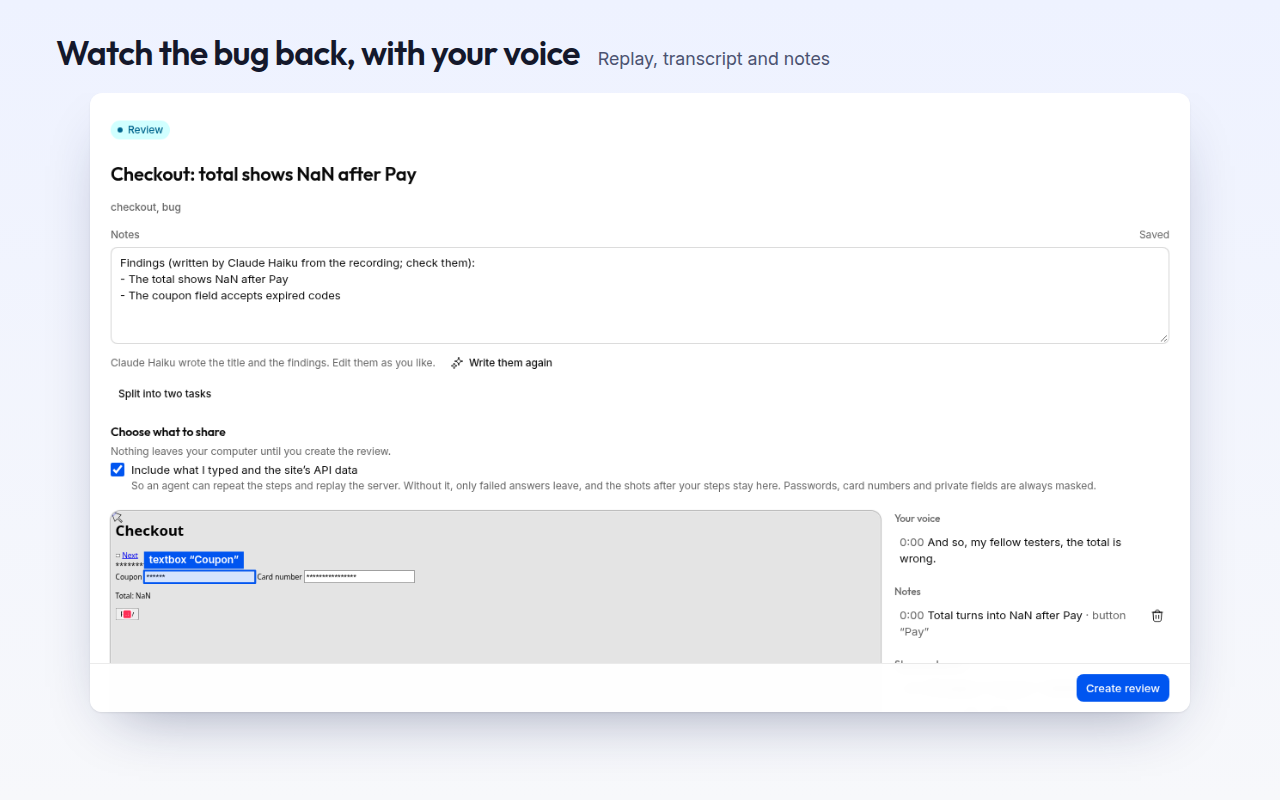 Watch the bug back, with your voice
Replay, transcript and notes
Review
Checkout: total shows NaN after Pay
checkout, bug
Notes
Saved
Findings (written by Claude Haiku from the recording; check them):
- The total shows NaN after Pay
- The coupon field accepts expired codes
Claude Haiku wrote the title and the findings. Edit them as you like.
Write them again
Split into two tasks
Choose what to share
Nothing leaves your computer until you create the review.
Include what I typed and the site’s API data
So an agent can repeat the steps and replay the server. Without it, only failed answers leave, and the shots after your steps stay here. Passwords, card numbers and private fields are always masked.
Checkout
:: Next
*******
textbox “Coupon”
Coupon ****** Card number ****************
Total: NaN
Your voice
0:00 And so, my fellow testers, the total is
wrong.
Notes
0:00 Total turns into NaN after Pay · button
“Pay”
Create review